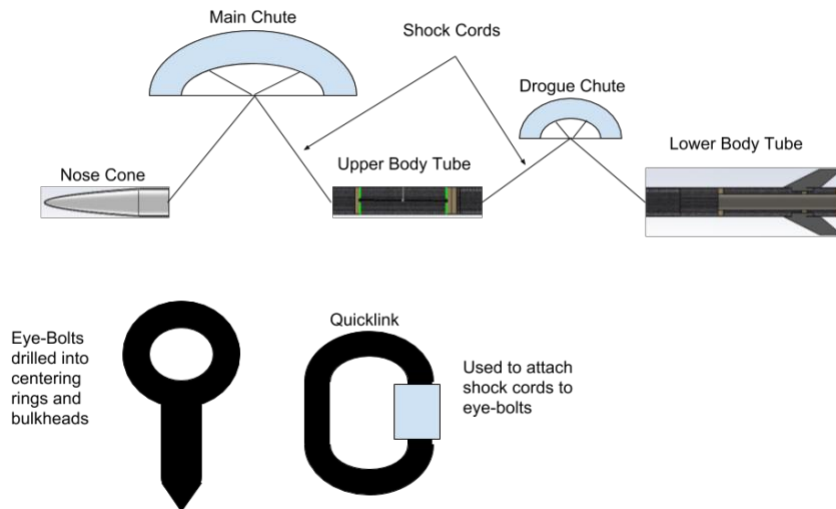 Main Chute
Shock Cords
Drogue Chute
Lower Body Tube
Upper Body Tube
Nose Cone
Eye-Bolts
drilled into
centering
rings and
bulkheads
Quicklink
Used to attach
shock cords to
eye-bolts